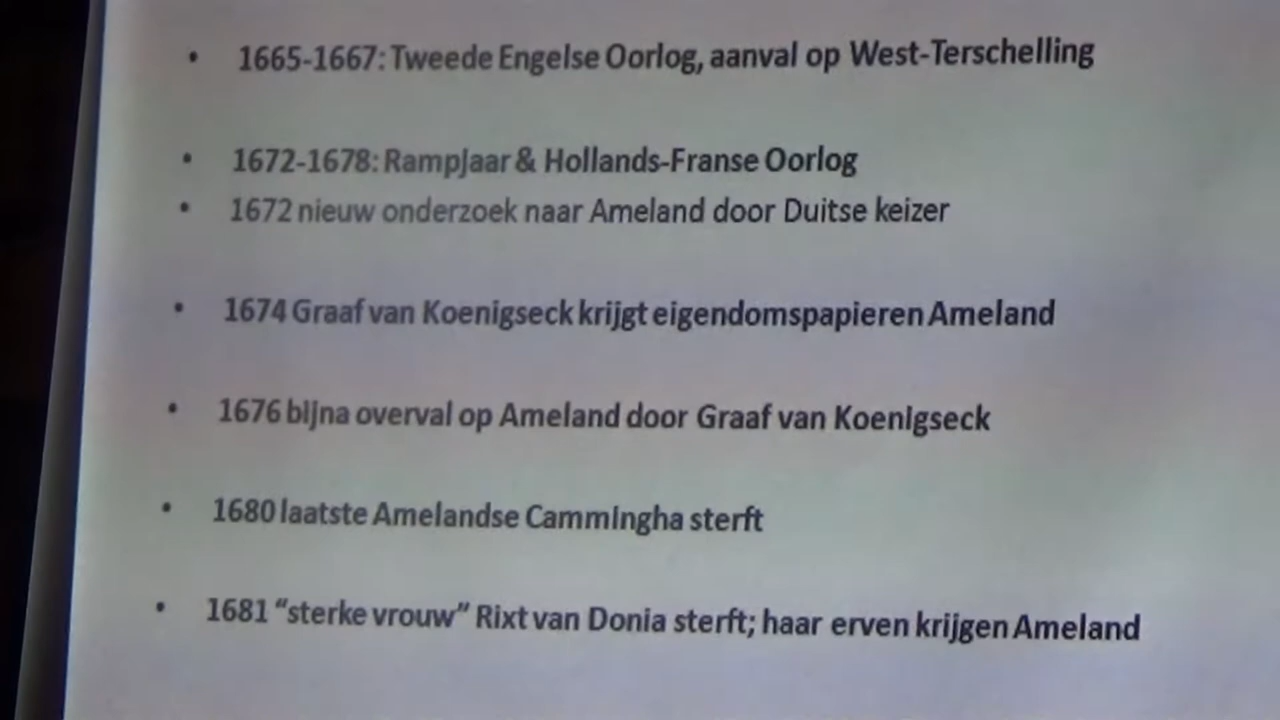 • 1665-1667: Tweede Engelse Oorlog, aanval op West-Terschelling
• 1672-1678: RampJaar & Hollands-Franse Oorlog
• 1672 nieuw onderzoek naar Ameland door Duitse keizer
• 1674 Graaf van Koenigseck krijgt eigendomspapieren Ameland
• 1676 bijna overval op Ameland door Graaf van Koenigseck
• 1680 laatste Amelandse Cammingha sterft
• 1681 “sterke vrouw” Rixt van Donia sterft; haar erven krijgen Ameland